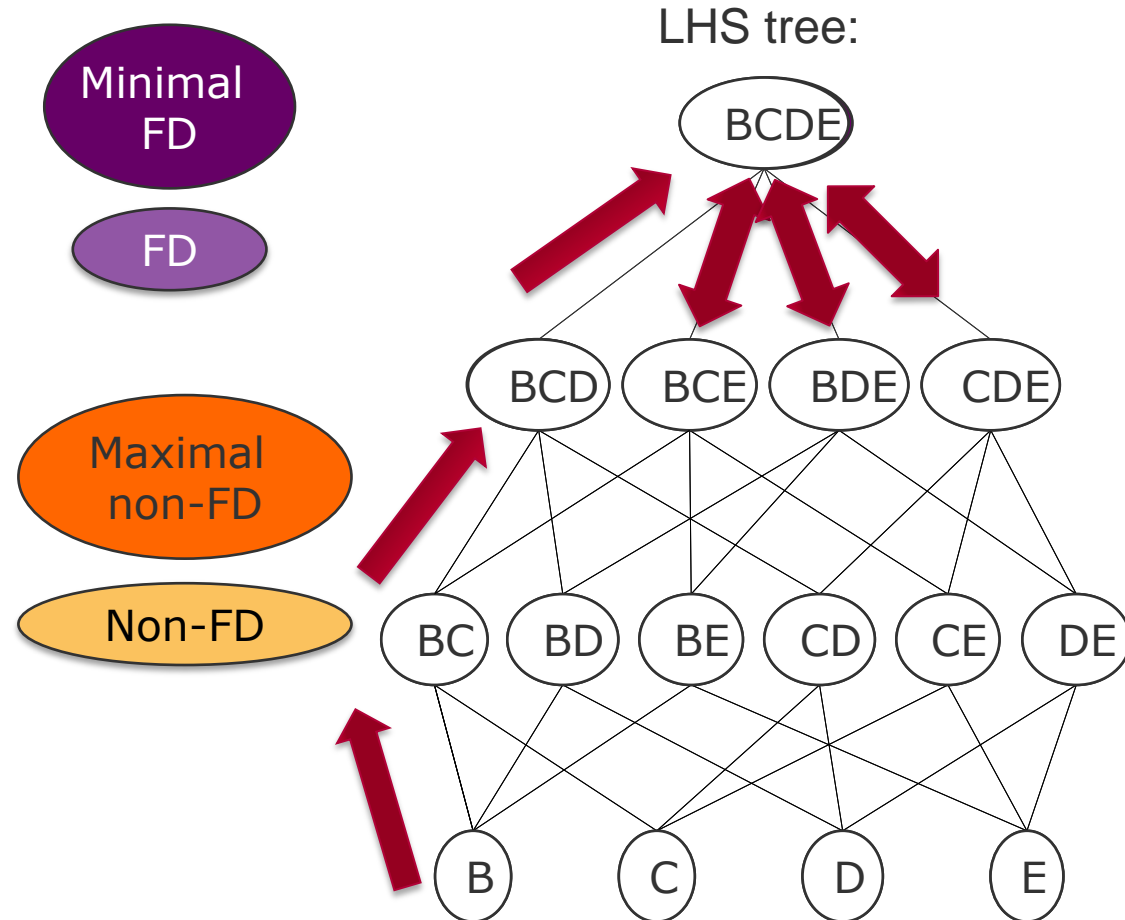 LHS tree:
Minimal
FD
FD
Maximal
non-FD
Non-FD
BCDE
BCD BCE BDE CDE
BC BD BE CD CE DE
B C D E